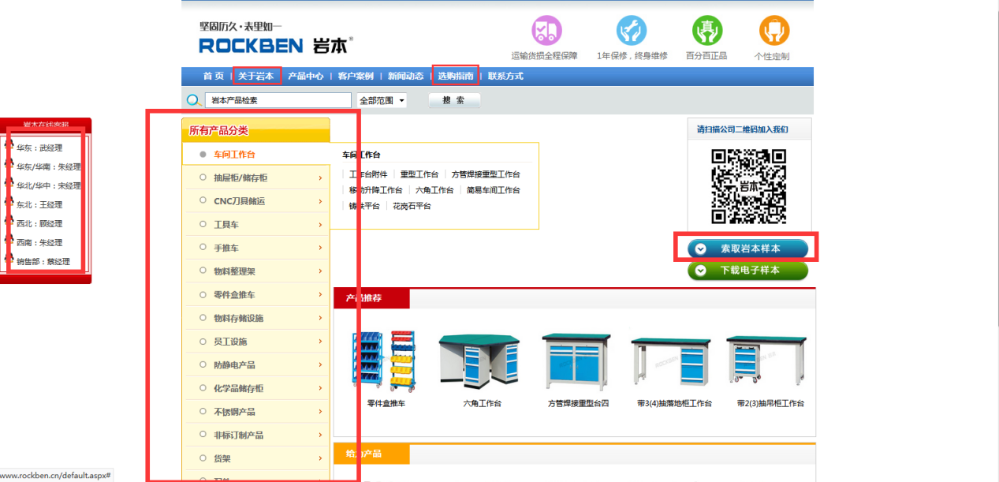 坚固历久·表里如一
ROCKBEN 岩本®
运输货损全程保障
1年保修，终身维修
真
百分百正品
个性定制
首 页 | 关于岩本 | 产品中心 | 客户案例 | 新闻动态 | 选购指南 | 联系方式
岩本产品检索
全部范围
搜 索
岩本在线客服
华东：武经理
华东/华南：朱经理
华北/华中：宋经理
东北：王经理
西北：顾经理
西南：朱经理
销售部：蔡经理
所有产品分类
车间工作台
抽屉柜/储存柜
CNC刀具储运
工具车
手推车
物料整理架
零件盒推车
物料存储设施
员工设施
防静电产品
化学品储存柜
不锈钢产品
非标订制产品
货架
配件
车间工作台
工作台附件
重型工作台
方管焊接重型工作台
移动升降工作台
六角工作台
简易车间工作台
铸铁平台
花岗石平台
请扫描公司二维码加入我们
岩本
索取岩本样本
下载电子样本
产品推荐
零件盒推车
六角工作台
方管焊接重型台四
带3(4)抽落地柜工作台
带2(3)抽吊柜工作台
给力产品
www.rockben.cn/default.aspx#